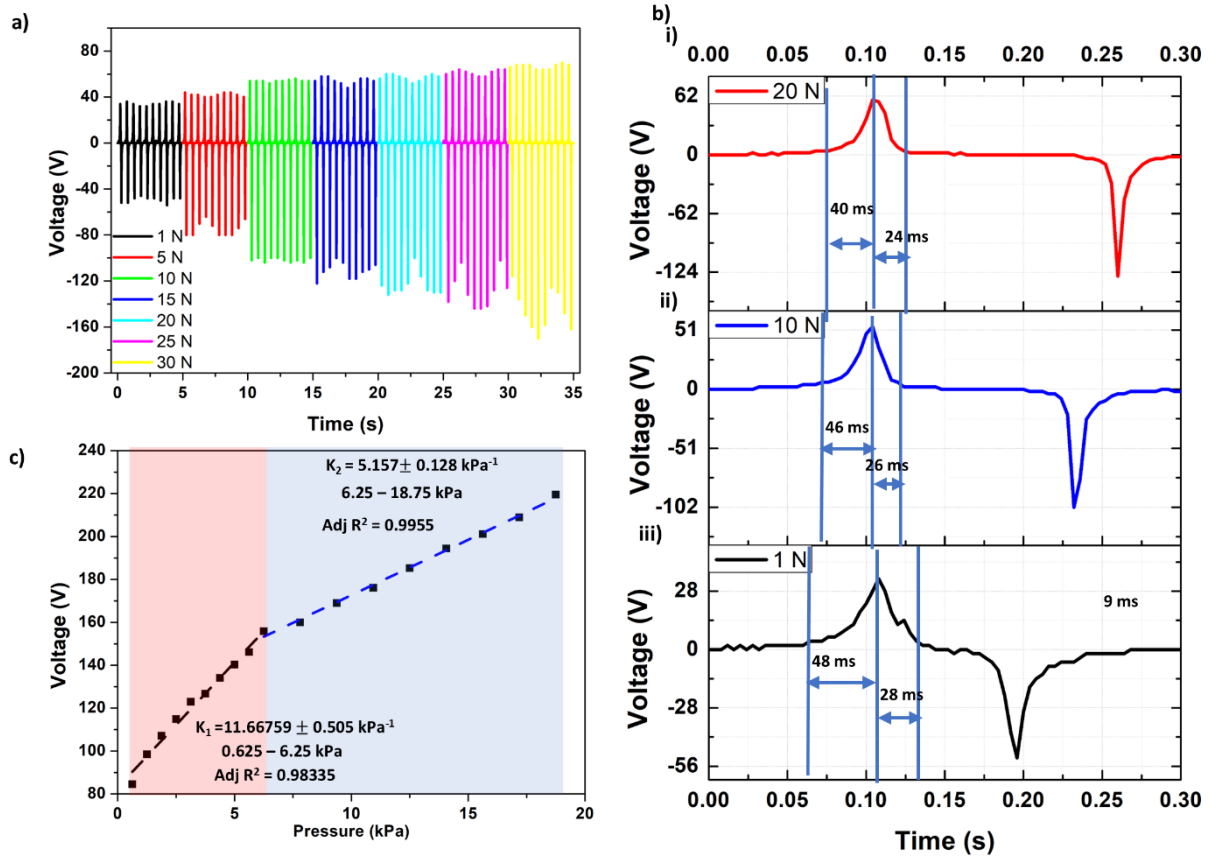 a)
Voltage (V)
80
40
0
-40
-80
-120
-160
-200
1 N
5 N
10 N
15 N
20 N
25 N
30 N
0 5 10 15 20 25 30 35
Time (s)
b)
i)
0.00 0.05 0.10 0.15 0.20 0.25 0.30
20 N
Voltage (V)
62
0
-62
-124
40 ms
24 ms
ii)
10 N
Voltage (V)
51
0
-51
-102
46 ms
26 ms
iii)
1 N
Voltage (V)
28
0
-28
-56
9 ms
48 ms
28 ms
0.00 0.05 0.10 0.15 0.20 0.25 0.30
Time (s)
c)
Voltage (V)
240
220
200
180
160
140
120
100
80
K₂ = 5.157± 0.128 kPa⁻¹
6.25 – 18.75 kPa
Adj R² = 0.9955
K₁ =11.66759 ± 0.505 kPa⁻¹
0.625 – 6.25 kPa
Adj R² = 0.98335
0 5 10 15 20
Pressure (kPa)